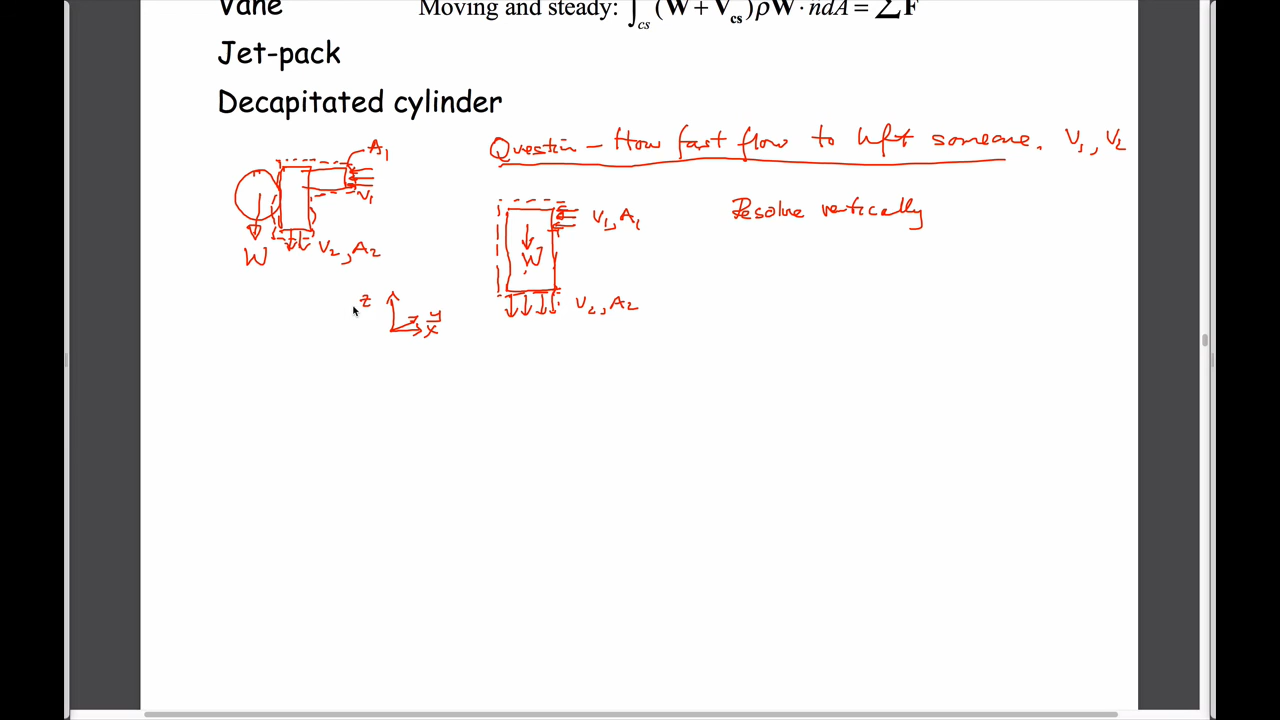 Vane
Moving and steady: ∫cs (W + Vcs)ρW · n̂dA = ∑F
Jet-pack
Decapitated cylinder
Question – How fast flow to lift someone. V1, V2
A1
V1
V2, A2
W
V1, A1
W
V2, A2
Resolve vertically
z
y
x